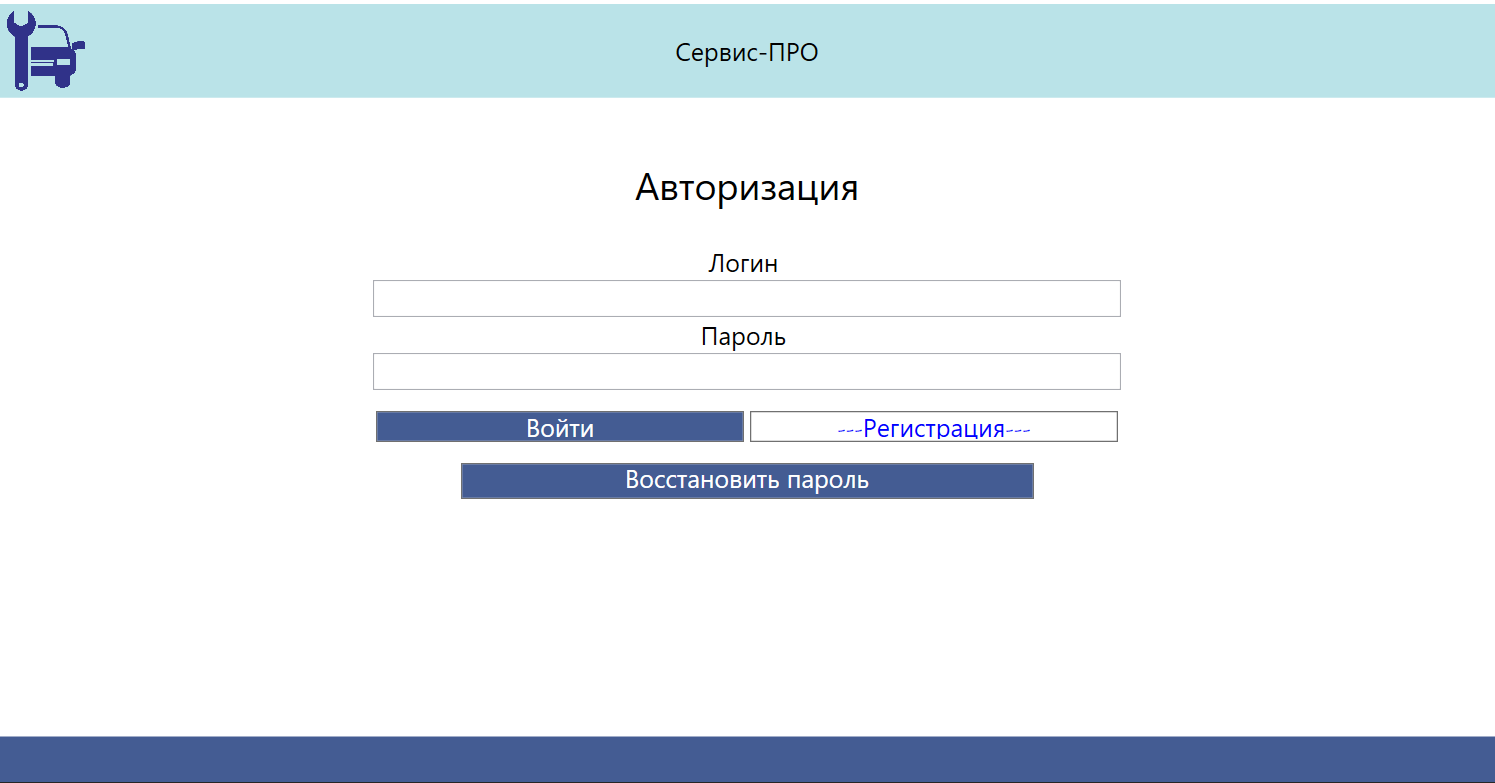 Сервис-ПРО
Авторизация
Логин
Пароль
Войти
---Регистрация---
Восстановить пароль